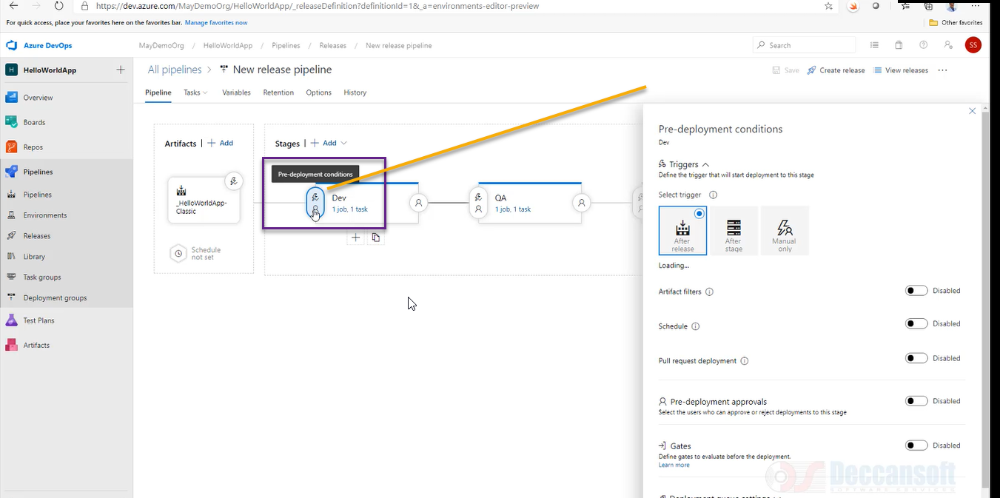 https://dev.azure.com/MayDemoOrg/HelloWorldApp/_releaseDefinition?definitionId=1&_a=environments-editor-preview
For quick access, place your favorites here on the favorites bar. Manage favorites now
Other favorites
Azure DevOps
MayDemoOrg / HelloWorldApp / Pipelines / Releases / New release pipeline
Search
SS
H HelloWorldApp
All pipelines > New release pipeline
Save Create release View releases
Overview
Pipeline Tasks Variables Retention Options History
Boards
Repos
Pipelines
Pipelines
Environments
Releases
Library
Task groups
Deployment groups
Test Plans
Artifacts
Artifacts | + Add
_HelloWorldApp-
Classic
Schedule
not set
Stages | + Add
Pre-deployment conditions
Dev
1 job, 1 task
QA
1 job, 1 task
Pre-deployment conditions
Dev
Triggers
Define the trigger that will start deployment to this stage
Select trigger
After
release
After
stage
Manual
only
Loading...
Artifact filters Disabled
Schedule Disabled
Pull request deployment Disabled
Pre-deployment approvals Disabled
Select the users who can approve or reject deployments to this stage
Gates Disabled
Define gates to evaluate before the deployment.
Learn more
Deccansoft
SOFTWARE SERVICES
Deployment queue settings